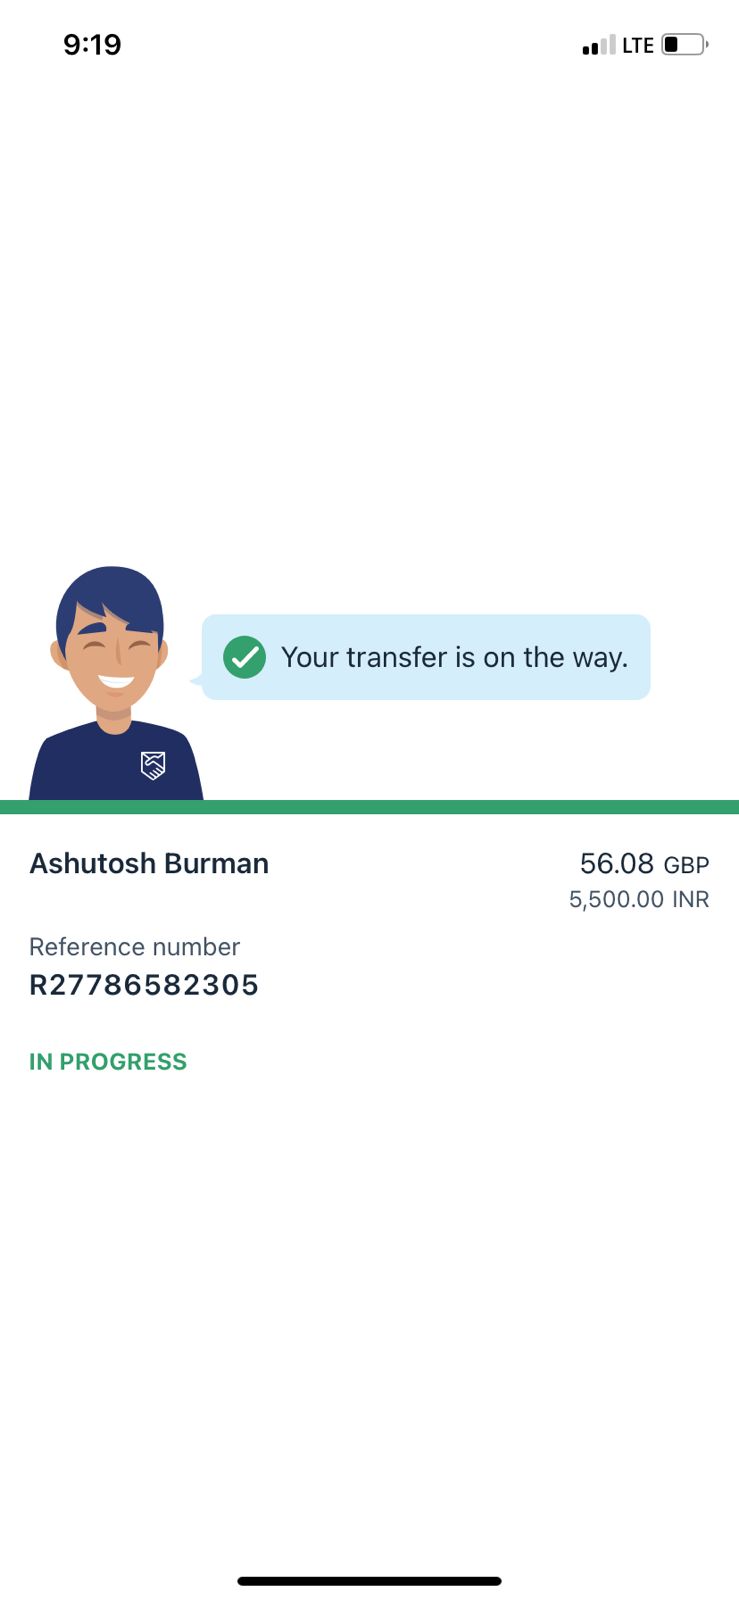 9:19
LTE
Your transfer is on the way.
Ashutosh Burman
56.08 GBP
5,500.00 INR
Reference number
R27786582305
IN PROGRESS